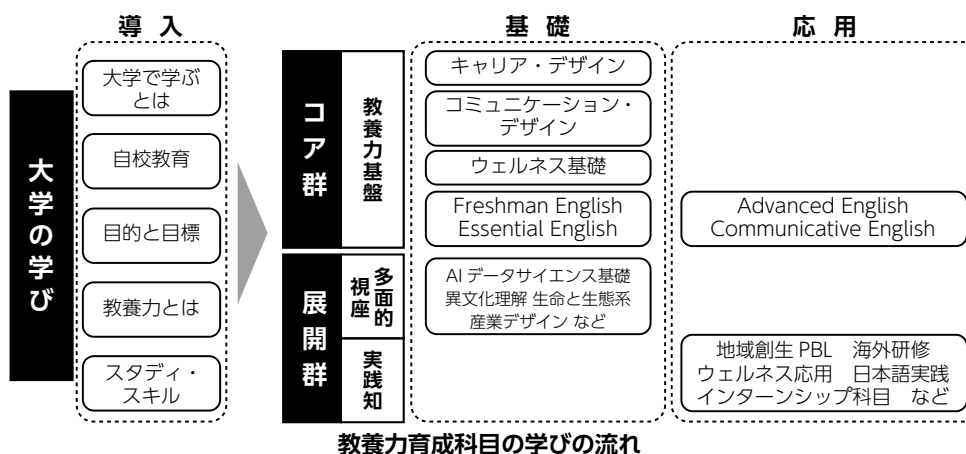 導 入
基 礎
応 用
大学の学び
大学で学ぶ
とは
自校教育
目的と目標
教養力とは
スタディ・
スキル
コア群
教養力基盤
キャリア・デザイン
コミュニケーション・
デザイン
ウェルネス基礎
Freshman English
Essential English
Advanced English
Communicative English
展開群
多面的
視座
AI データサイエンス基礎
異文化理解 生命と生態系
産業デザイン など
実践知
地域創生 PBL　海外研修
ウェルネス応用　日本語実践
インターンシップ科目　など
教養力育成科目の学びの流れ